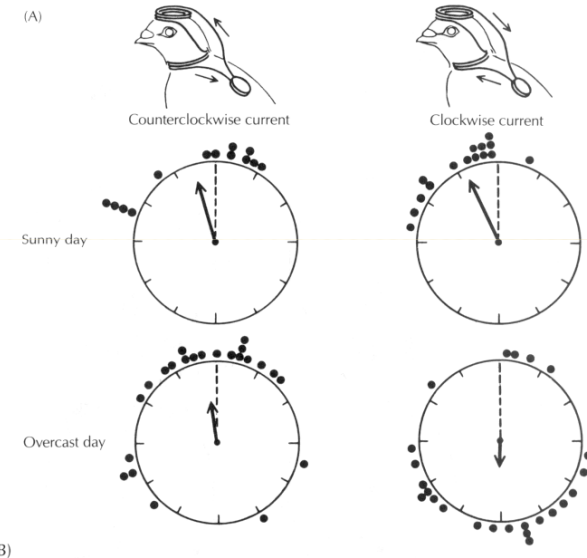 (A)
Counterclockwise current
Clockwise current
Sunny day
Overcast day
B)